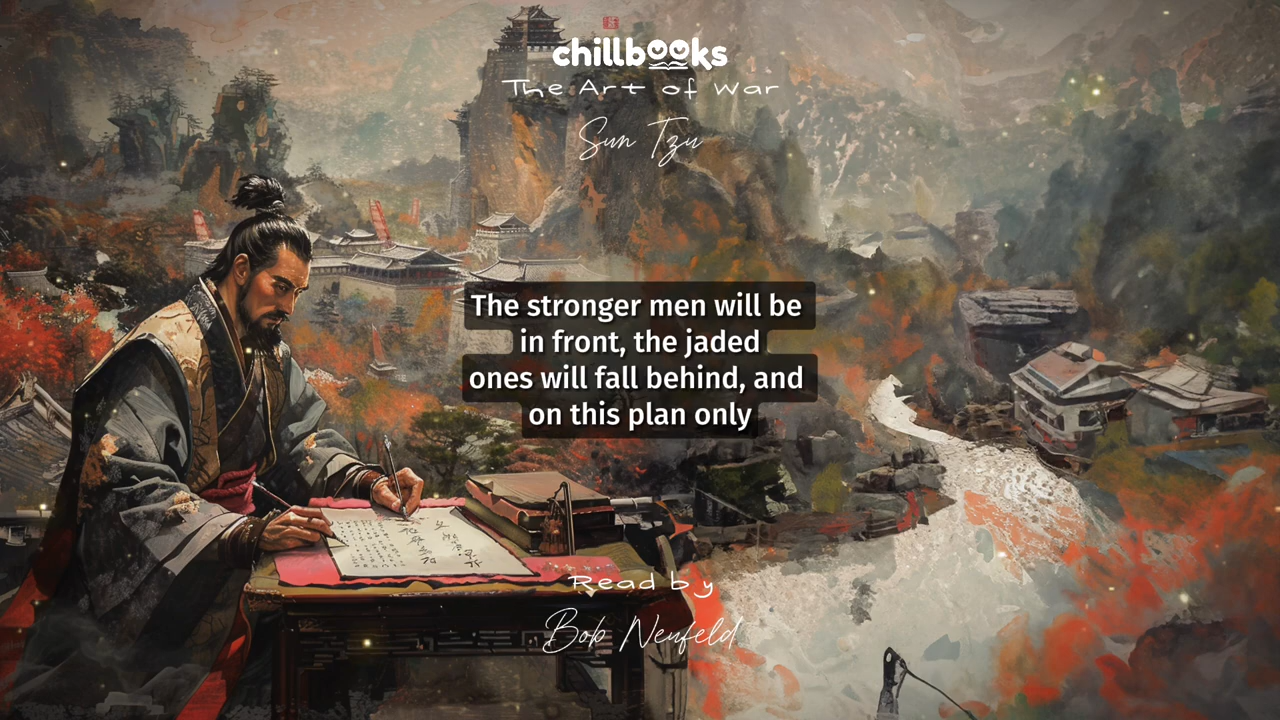 chillbooks
The Art of War
Sun Tzu
The stronger men will be
in front, the jaded
ones will fall behind, and
on this plan only
Read by
Bob Neufeld